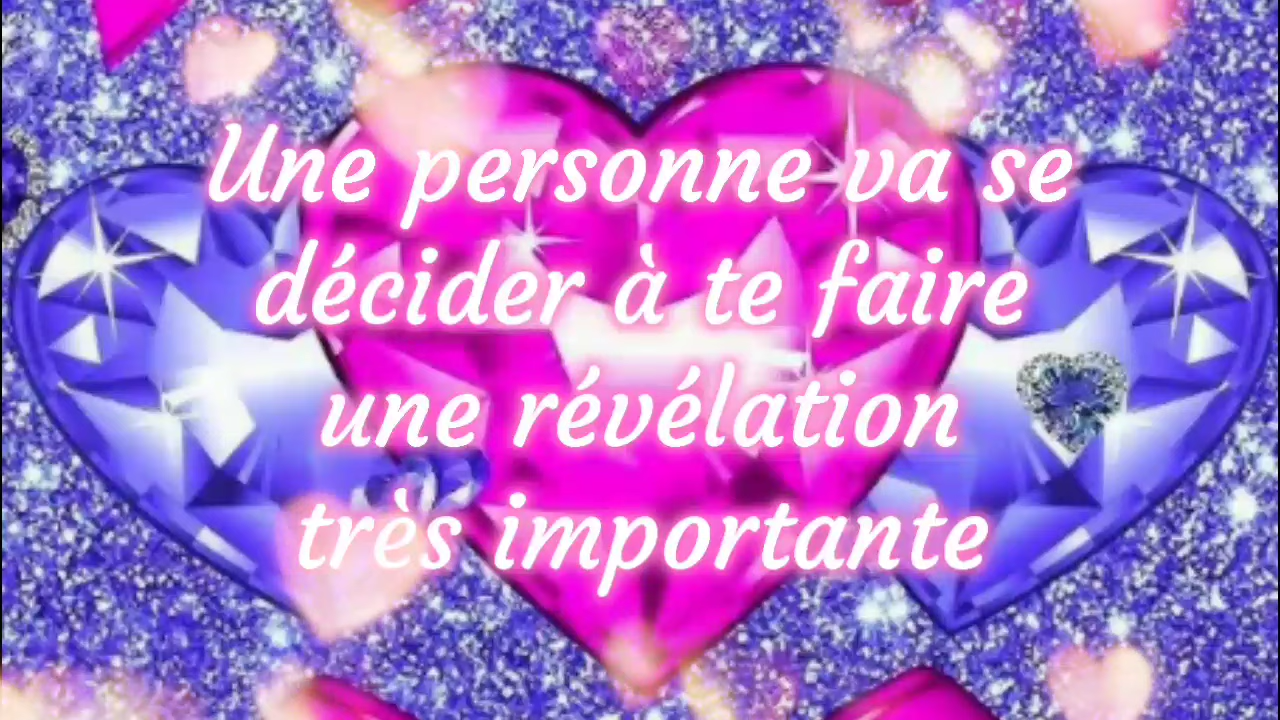 Une personne va se
décider à te faire
une révélation
très importante